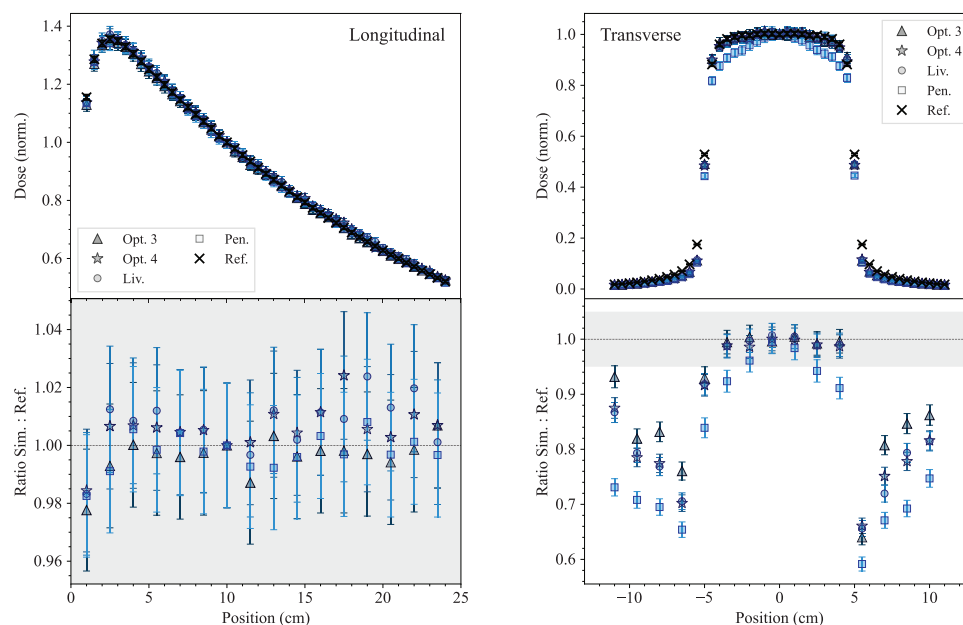 Longitudinal
Dose (norm.)
1.4
1.2
1.0
0.8
0.6
Opt. 3
Opt. 4
Liv.
Pen.
Ref.
Ratio Sim. : Ref.
1.04
1.02
1.00
0.98
0.96
0
5
10
15
20
25
Position (cm)
Transverse
Dose (norm.)
1.0
0.8
0.6
0.4
0.2
0.0
Opt. 3
Opt. 4
Liv.
Pen.
Ref.
Ratio Sim. : Ref.
1.0
0.9
0.8
0.7
0.6
−10
−5
0
5
10
Position (cm)